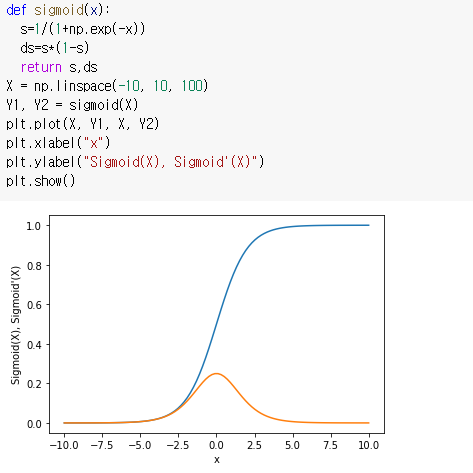 def sigmoid(x):
  s=1/(1+np.exp(-x))
  ds=s*(1-s)
  return s,ds
X = np.linspace(-10, 10, 100)
Y1, Y2 = sigmoid(X)
plt.plot(X, Y1, X, Y2)
plt.xlabel("x")
plt.ylabel("Sigmoid(X), Sigmoid'(X)")
plt.show()
Sigmoid(X), Sigmoid'(X)
1.0
0.8
0.6
0.4
0.2
0.0
−10.0 −7.5 −5.0 −2.5 0.0 2.5 5.0 7.5 10.0
x